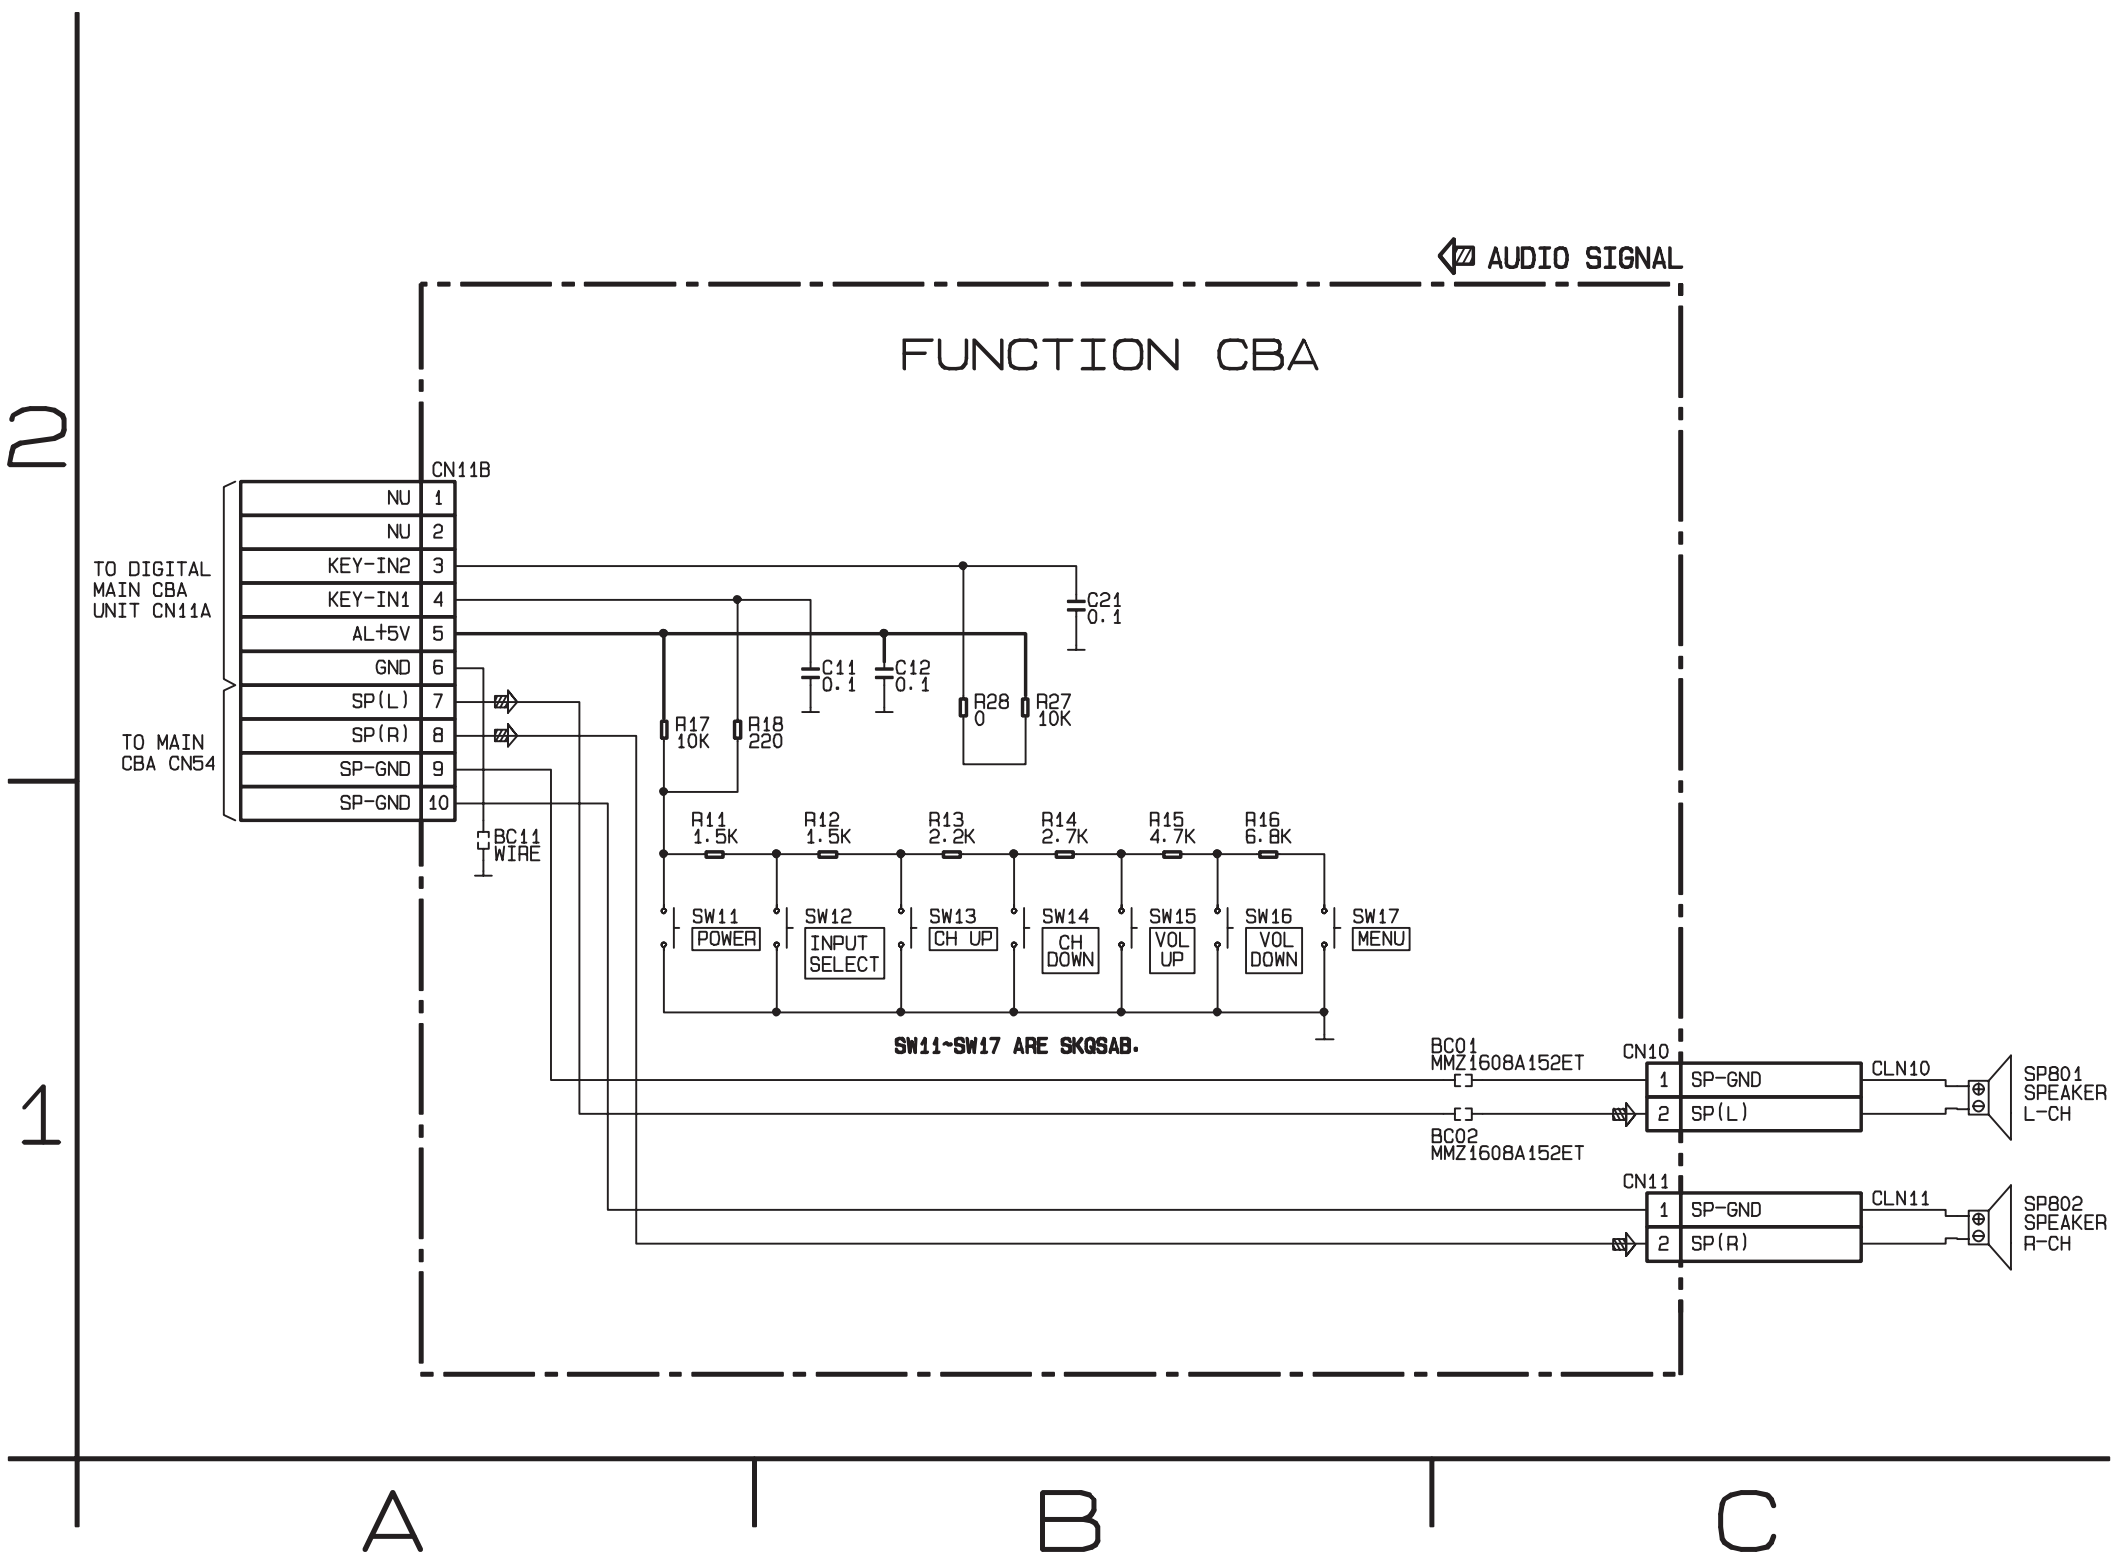 AUDIO SIGNAL
FUNCTION CBA
2
CN11B
NU 1
NU 2
KEY-IN2 3
KEY-IN1 4
AL+5V 5
GND 6
SP(L) 7
SP(R) 8
SP-GND 9
SP-GND 10
TO DIGITAL
MAIN CBA
UNIT CN11A
TO MAIN
CBA CN54
C21
0.1
C11
0.1
C12
0.1
R28
0
R27
10K
R17
10K
R18
220
BC11
WIRE
R11
1.5K
R12
1.5K
R13
2.2K
R14
2.7K
R15
4.7K
R16
6.8K
SW11
POWER
SW12
INPUT
SELECT
SW13
CH UP
SW14
CH
DOWN
SW15
VOL
UP
SW16
VOL
DOWN
SW17
MENU
SW11~SW17 ARE SKQSAB.
1
BC01
MMZ1608A152ET
BC02
MMZ1608A152ET
CN10
1 SP-GND
2 SP(L)
CLN10
SP801
SPEAKER
L-CH
CN11
1 SP-GND
2 SP(R)
CLN11
SP802
SPEAKER
R-CH
A
B
C